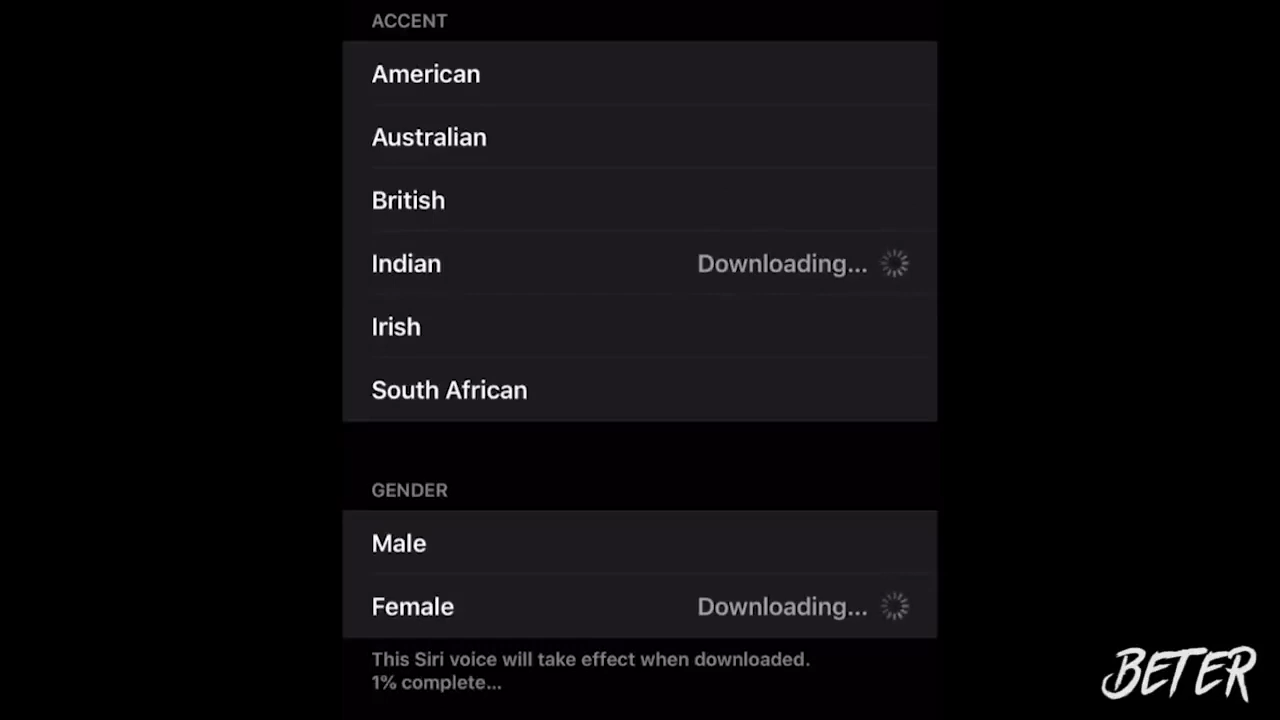 ACCENT
American
Australian
British
Indian Downloading...
Irish
South African
GENDER
Male
Female Downloading...
This Siri voice will take effect when downloaded.
1% complete...
BETER